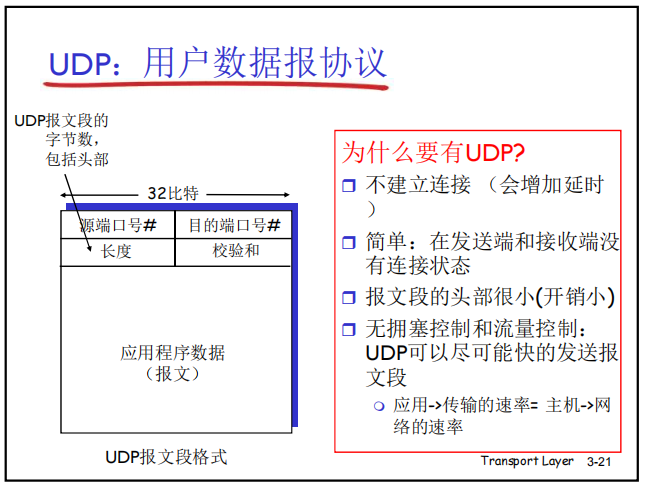 UDP：用户数据报协议
UDP报文段的
字节数，
包括头部
32比特
源端口号# 目的端口号#
长度 校验和
应用程序数据
（报文）
UDP报文段格式
为什么要有UDP?
不建立连接 （会增加延时
）
简单：在发送端和接收端没
有连接状态
报文段的头部很小(开销小)
无拥塞控制和流量控制：
UDP可以尽可能快的发送报
文段
应用->传输的速率= 主机->网
络的速率
Transport Layer 3-21